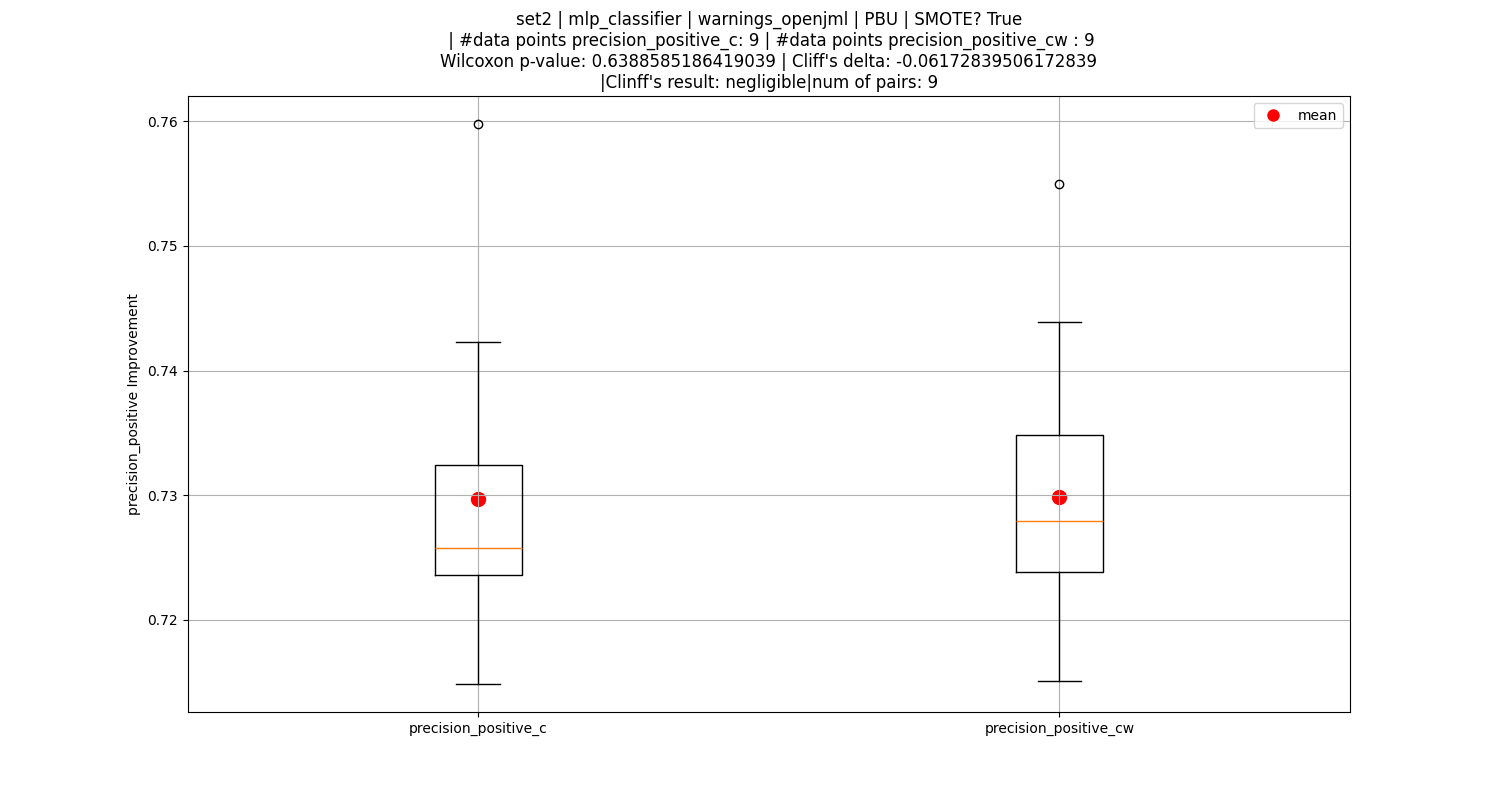 set2 | mlp_classifier | warnings_openjml | PBU | SMOTE? True
| #data points precision_positive_c: 9 | #data points precision_positive_cw : 9
Wilcoxon p-value: 0.6388585186419039 | Cliff's delta: -0.06172839506172839
|Clinff's result: negligible|num of pairs: 9
mean
0.76
0.75
0.74
0.73
0.72
precision_positive Improvement
precision_positive_c
precision_positive_cw